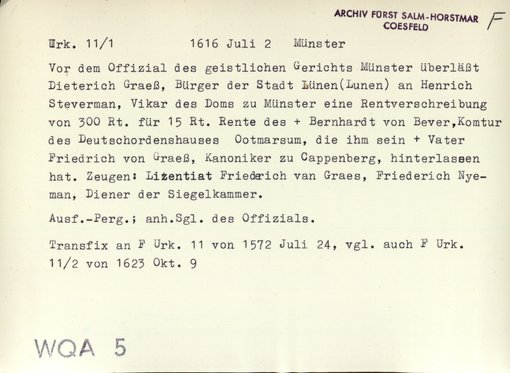 ARCHIV FÜRST SALM-HORSTMAR
COESFELD
F
Urk. 11/1 1616 Juli 2 Münster
Vor dem Offizial des geistlichen Gerichts Münster überläßt
Dieterich Graeß, Bürger der Stadt Lünen(Lunen) an Henrich
Steverman, Vikar des Doms zu Münster eine Rentverschreibung
von 300 Rt. für 15 Rt. Rente des + Bernhardt von Bever,Komtur
des Deutschordenshauses Ootmarsum, die ihm sein + Vater
Friedrich von Graeß, Kanoniker zu Cappenberg, hinterlassen
hat. Zeugen: Lizentiat Friedrich van Graes, Friederich Nye-
man, Diener der Siegelkammer.
Ausf.-Perg.; anh.Sgl. des Offizials.
Transfix an F Urk. 11 von 1572 Juli 24, vgl. auch F Urk.
11/2 von 1623 Okt. 9
WQA 5